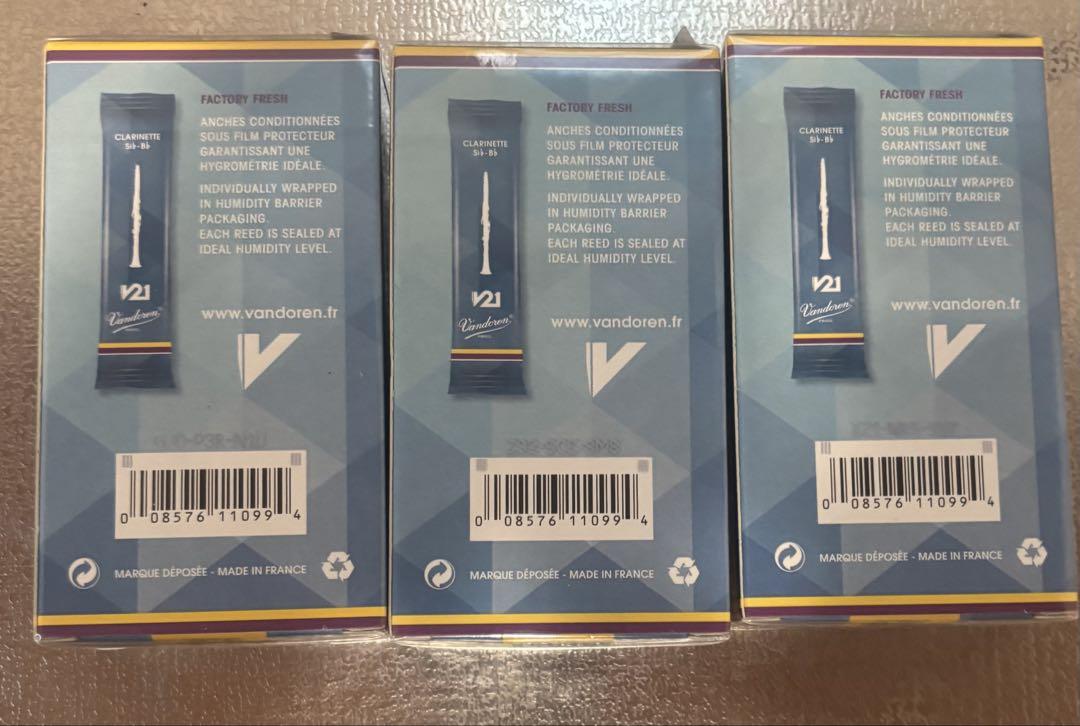 CLARINETTE
Si♭-B♭
V21
Vandoren
PARIS
FACTORY FRESH
ANCHES CONDITIONNÉES
SOUS FILM PROTECTEUR
GARANTISSANT UNE
HYGROMÉTRIE IDÉALE.
INDIVIDUALLY WRAPPED
IN HUMIDITY BARRIER
PACKAGING.
EACH REED IS SEALED AT
IDEAL HUMIDITY LEVEL.
www.vandoren.fr
V
0 08576 11099 4
MARQUE DÉPOSÉE - MADE IN FRANCE
CLARINETTE
Si♭-B♭
V21
Vandoren
PARIS
FACTORY FRESH
ANCHES CONDITIONNÉES
SOUS FILM PROTECTEUR
GARANTISSANT UNE
HYGROMÉTRIE IDÉALE.
INDIVIDUALLY WRAPPED
IN HUMIDITY BARRIER
PACKAGING.
EACH REED IS SEALED AT
IDEAL HUMIDITY LEVEL.
www.vandoren.fr
V
0 08576 11099 4
MARQUE DÉPOSÉE - MADE IN FRANCE
CLARINETTE
Si♭-B♭
V21
Vandoren
PARIS
FACTORY FRESH
ANCHES CONDITIONNÉES
SOUS FILM PROTECTEUR
GARANTISSANT UNE
HYGROMÉTRIE IDÉALE.
INDIVIDUALLY WRAPPED
IN HUMIDITY BARRIER
PACKAGING.
EACH REED IS SEALED AT
IDEAL HUMIDITY LEVEL.
www.vandoren.fr
V
0 08576 11099 4
MARQUE DÉPOSÉE - MADE IN FRANCE